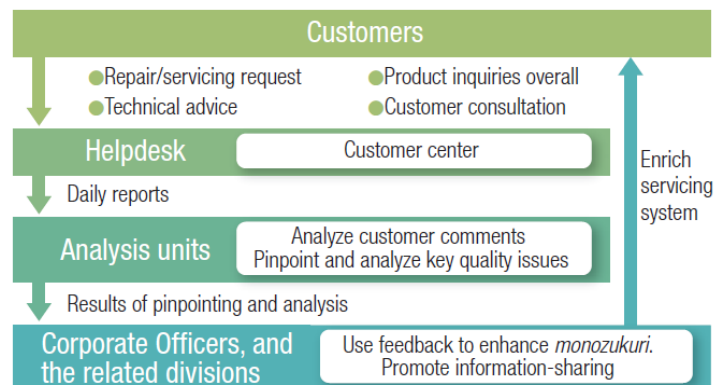 Customers
●Repair/servicing request
●Product inquiries overall
●Technical advice
●Customer consultation
Helpdesk
Customer center
Enrich
servicing
system
Daily reports
Analysis units
Analyze customer comments
Pinpoint and analyze key quality issues
Results of pinpointing and analysis
Corporate Officers, and
the related divisions
Use feedback to enhance monozukuri.
Promote information-sharing